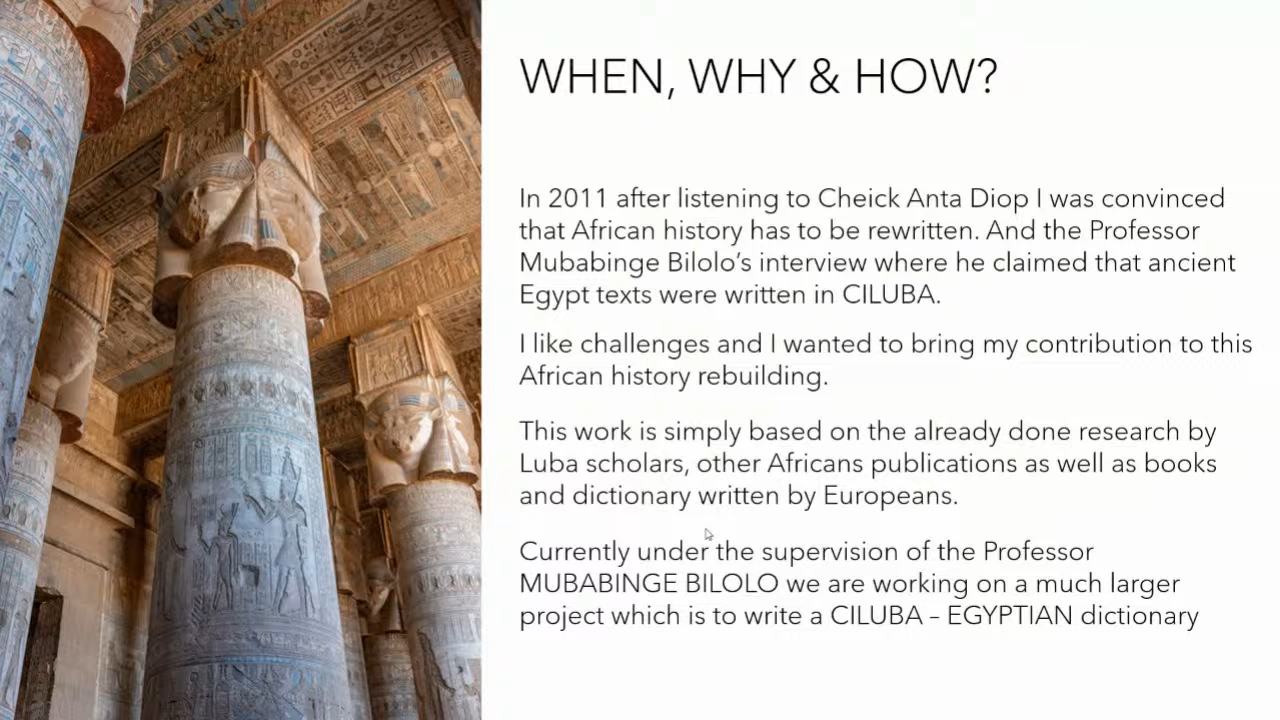 WHEN, WHY & HOW?
In 2011 after listening to Cheick Anta Diop I was convinced
that African history has to be rewritten. And the Professor
Mubabinge Bilolo’s interview where he claimed that ancient
Egypt texts were written in CILUBA.
I like challenges and I wanted to bring my contribution to this
African history rebuilding.
This work is simply based on the already done research by
Luba scholars, other Africans publications as well as books
and dictionary written by Europeans.
Currently under the supervision of the Professor
MUBABINGE BILOLO we are working on a much larger
project which is to write a CILUBA – EGYPTIAN dictionary